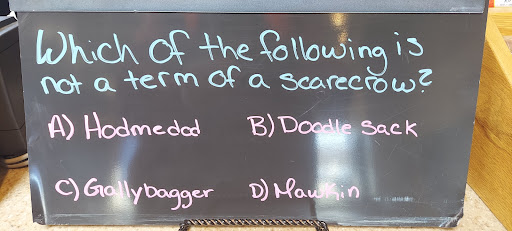 Which of the following is
not a term of a scarecrow?
A) Hodmedod B) Doodle Sack
C) Gallybagger D) Mawkin